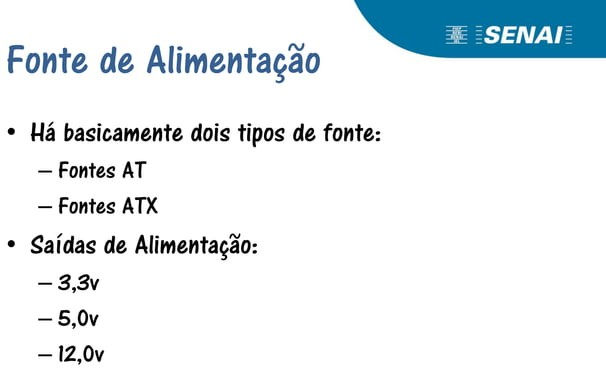 SENAI
Fonte de Alimentação
• Há basicamente dois tipos de fonte:
– Fontes AT
– Fontes ATX
• Saídas de Alimentação:
– 3,3v
– 5,0v
– 12,0v